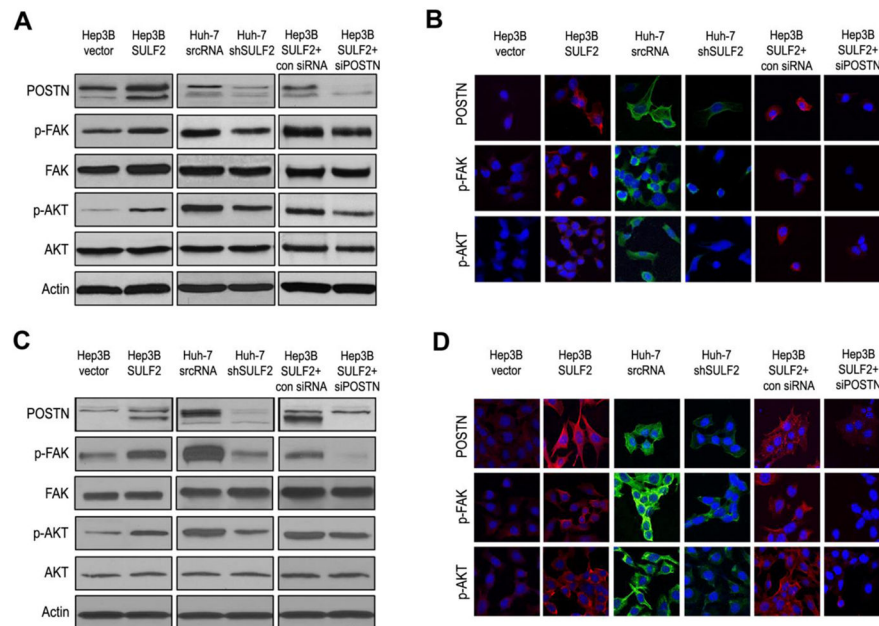 A
Hep3B vector
Hep3B SULF2
Huh-7 srcRNA
Huh-7 shSULF2
Hep3B SULF2+ con siRNA
Hep3B SULF2+ siPOSTN
POSTN
p-FAK
FAK
p-AKT
AKT
Actin
B
Hep3B vector
Hep3B SULF2
Huh-7 srcRNA
Huh-7 shSULF2
Hep3B SULF2+ con siRNA
Hep3B SULF2+ siPOSTN
POSTN
p-FAK
p-AKT
C
Hep3B vector
Hep3B SULF2
Huh-7 srcRNA
Huh-7 shSULF2
Hep3B SULF2+ con siRNA
Hep3B SULF2+ siPOSTN
POSTN
p-FAK
FAK
p-AKT
AKT
Actin
D
Hep3B vector
Hep3B SULF2
Huh-7 srcRNA
Huh-7 shSULF2
Hep3B SULF2+ con siRNA
Hep3B SULF2+ siPOSTN
POSTN
p-FAK
p-AKT